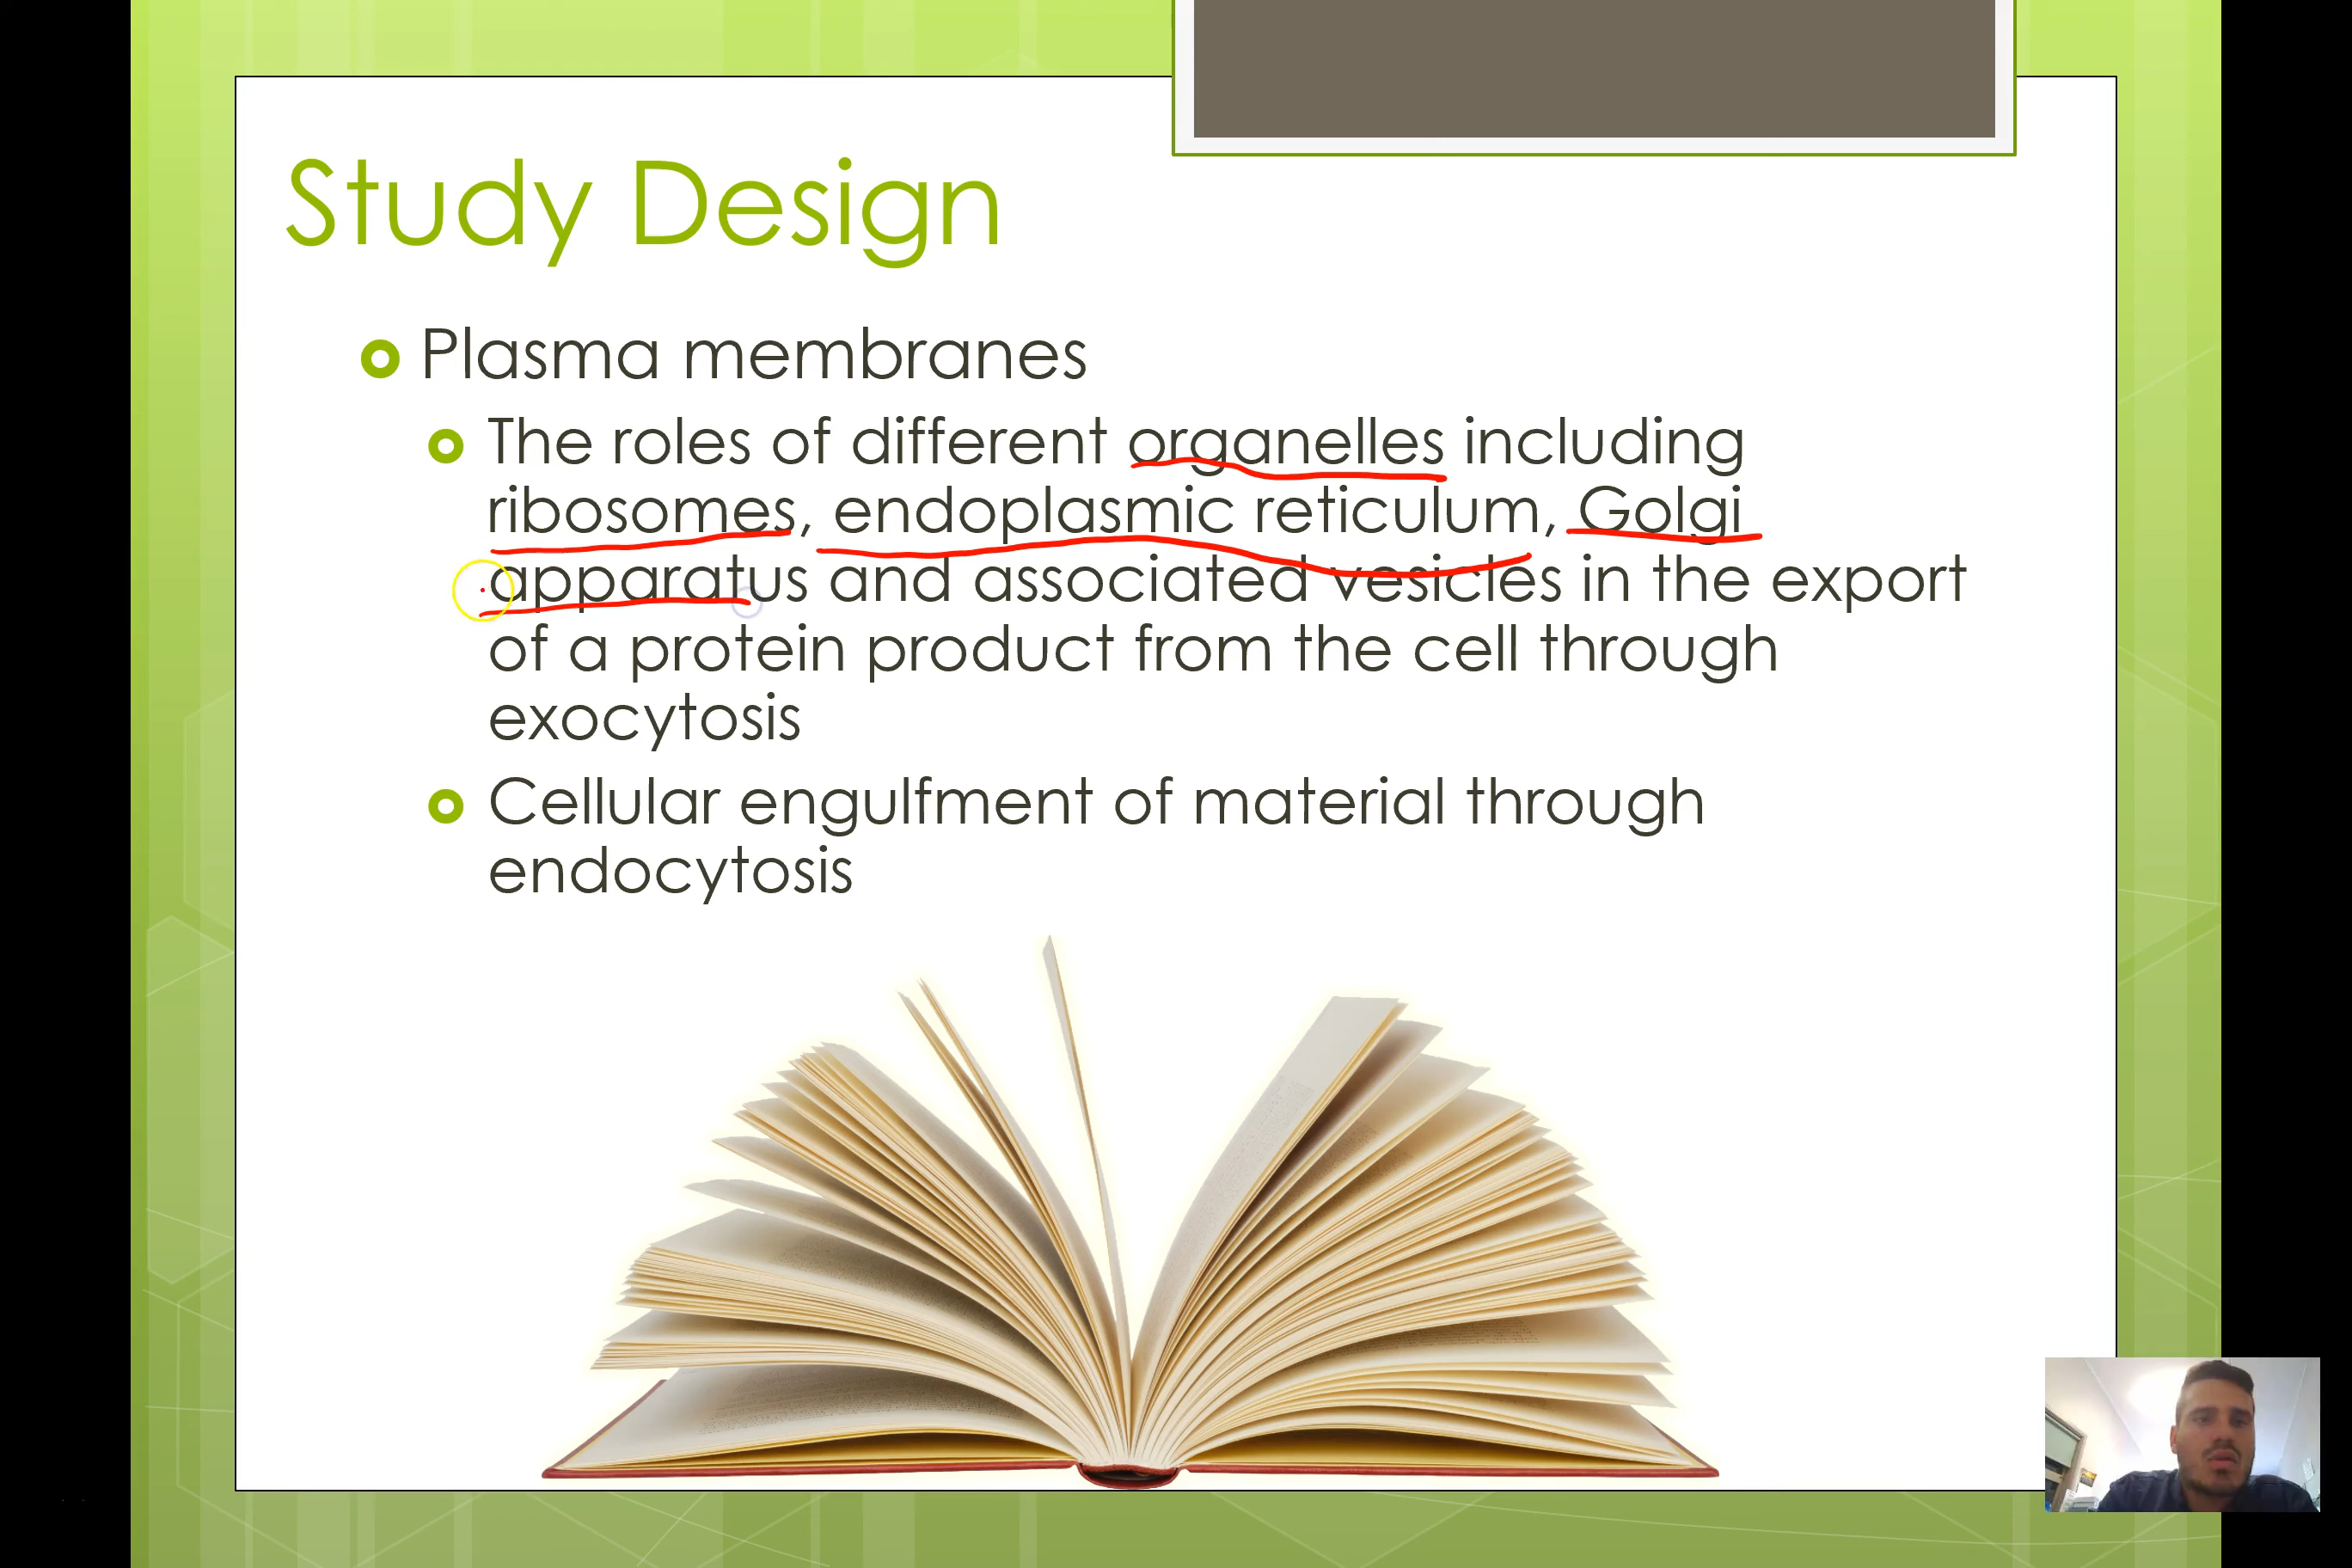 Study Design
Plasma membranes
The roles of different organelles including
ribosomes, endoplasmic reticulum, Golgi
apparatus and associated vesicles in the export
of a protein product from the cell through
exocytosis
Cellular engulfment of material through
endocytosis